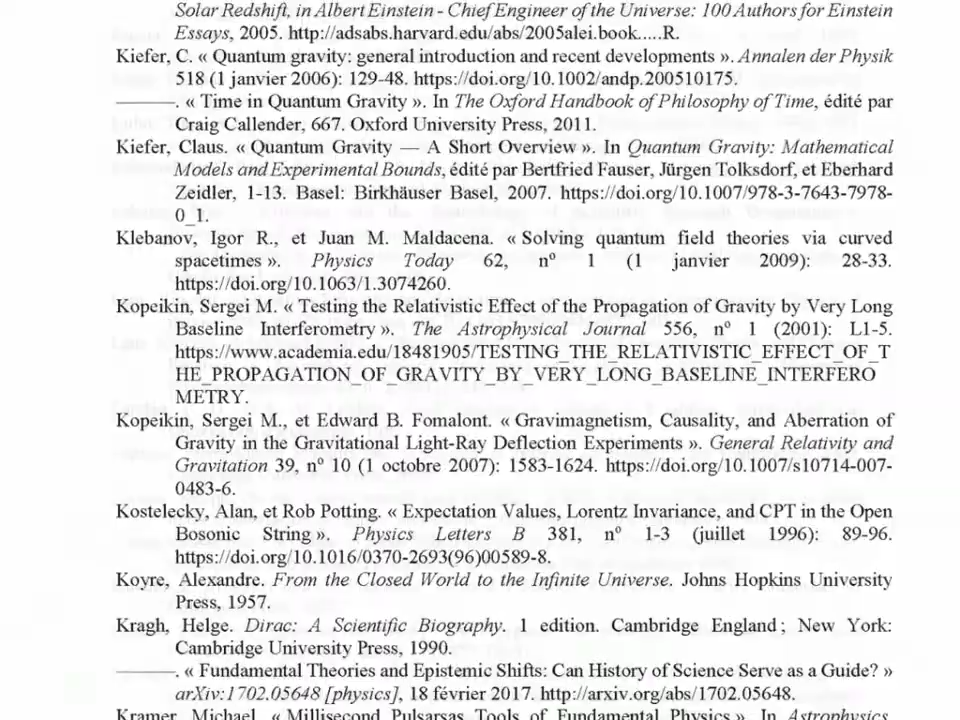 Solar Redshift, in Albert Einstein - Chief Engineer of the Universe: 100 Authors for Einstein
Essays, 2005. http://adsabs.harvard.edu/abs/2005alei.book.....R.
Kiefer, C. « Quantum gravity: general introduction and recent developments ». Annalen der Physik
518 (1 janvier 2006): 129-48. https://doi.org/10.1002/andp.200510175.
———. « Time in Quantum Gravity ». In The Oxford Handbook of Philosophy of Time, édité par
Craig Callender, 667. Oxford University Press, 2011.
Kiefer, Claus. « Quantum Gravity — A Short Overview ». In Quantum Gravity: Mathematical
Models and Experimental Bounds, édité par Bertfried Fauser, Jürgen Tolksdorf, et Eberhard
Zeidler, 1-13. Basel: Birkhäuser Basel, 2007. https://doi.org/10.1007/978-3-7643-7978-
0_1.
Klebanov, Igor R., et Juan M. Maldacena. « Solving quantum field theories via curved
spacetimes ». Physics Today 62, nº 1 (1 janvier 2009): 28-33.
https://doi.org/10.1063/1.3074260.
Kopeikin, Sergei M. « Testing the Relativistic Effect of the Propagation of Gravity by Very Long
Baseline Interferometry ». The Astrophysical Journal 556, nº 1 (2001): L1-5.
https://www.academia.edu/18481905/TESTING_THE_RELATIVISTIC_EFFECT_OF_T
HE_PROPAGATION_OF_GRAVITY_BY_VERY_LONG_BASELINE_INTERFERO
METRY.
Kopeikin, Sergei M., et Edward B. Fomalont. « Gravimagnetism, Causality, and Aberration of
Gravity in the Gravitational Light-Ray Deflection Experiments ». General Relativity and
Gravitation 39, nº 10 (1 octobre 2007): 1583-1624. https://doi.org/10.1007/s10714-007-
0483-6.
Kostelecky, Alan, et Rob Potting. « Expectation Values, Lorentz Invariance, and CPT in the Open
Bosonic String ». Physics Letters B 381, nº 1-3 (juillet 1996): 89-96.
https://doi.org/10.1016/0370-2693(96)00589-8.
Koyre, Alexandre. From the Closed World to the Infinite Universe. Johns Hopkins University
Press, 1957.
Kragh, Helge. Dirac: A Scientific Biography. 1 edition. Cambridge England ; New York:
Cambridge University Press, 1990.
———. « Fundamental Theories and Epistemic Shifts: Can History of Science Serve as a Guide? »
arXiv:1702.05648 [physics], 18 février 2017. http://arxiv.org/abs/1702.05648.
Kramer, Michael. « Millisecond Pulsarsas Tools of Fundamental Physics ». In Astrophysics,